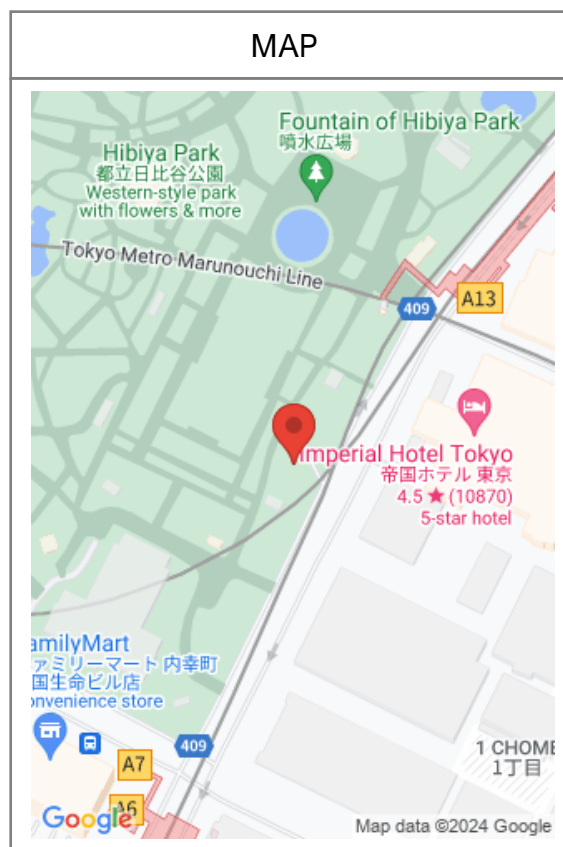 MAP
Fountain of Hibiya Park
噴水広場
Hibiya Park
都立日比谷公園
Western-style park
with flowers & more
Tokyo Metro Marunouchi Line
409
A13
Imperial Hotel Tokyo
帝国ホテル 東京
4.5 ★ (10870)
5-star hotel
amilyMart
ァミリーマート 内幸町
国生命ビル店
onvenience store
409
A7
1 CHOME
1丁目
A6
Google
Map data ©2024 Google